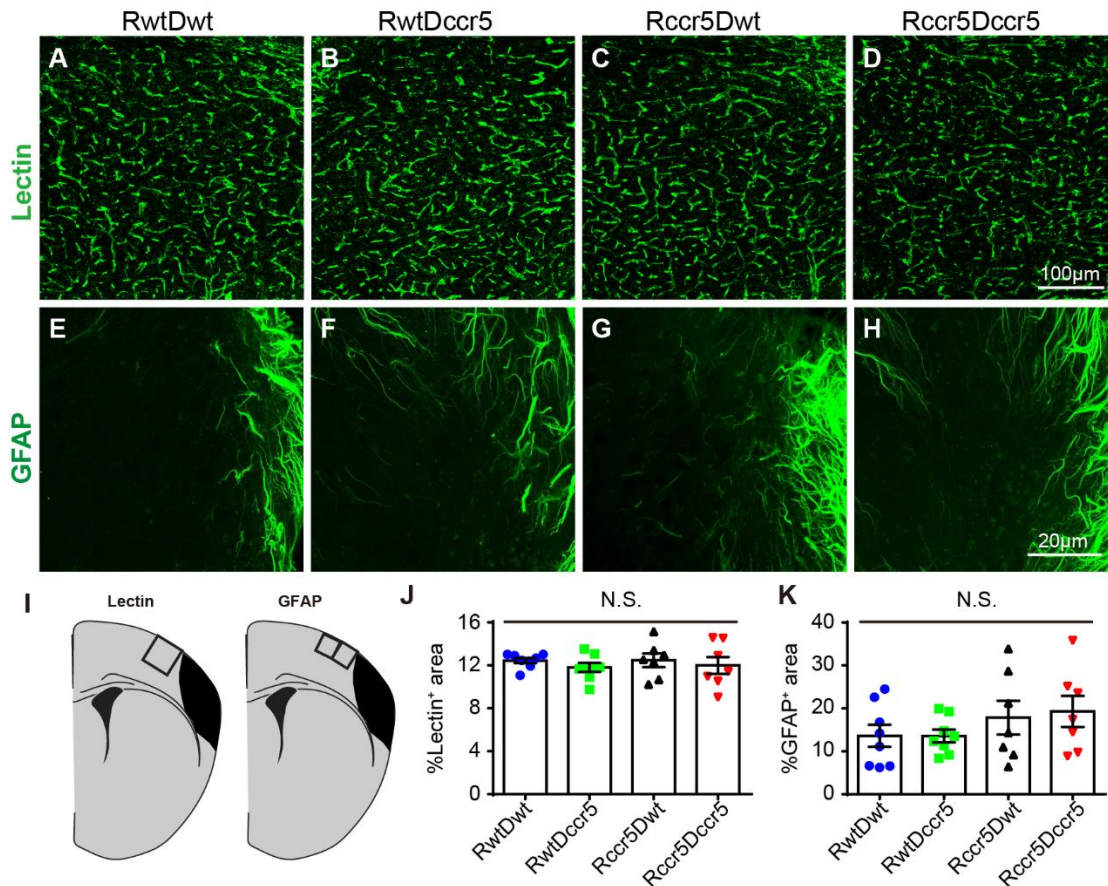 RwtDwt RwtDccr5 Rccr5Dwt Rccr5Dccr5
Lectin
A B C D
100µm
GFAP
E F G H
20µm
I Lectin GFAP
J N.S.
%Lectin⁺ area
16
12
8
4
0
RwtDwt RwtDccr5 Rccr5Dwt Rccr5Dccr5
K N.S.
%GFAP⁺ area
40
30
20
10
0
RwtDwt RwtDccr5 Rccr5Dwt Rccr5Dccr5